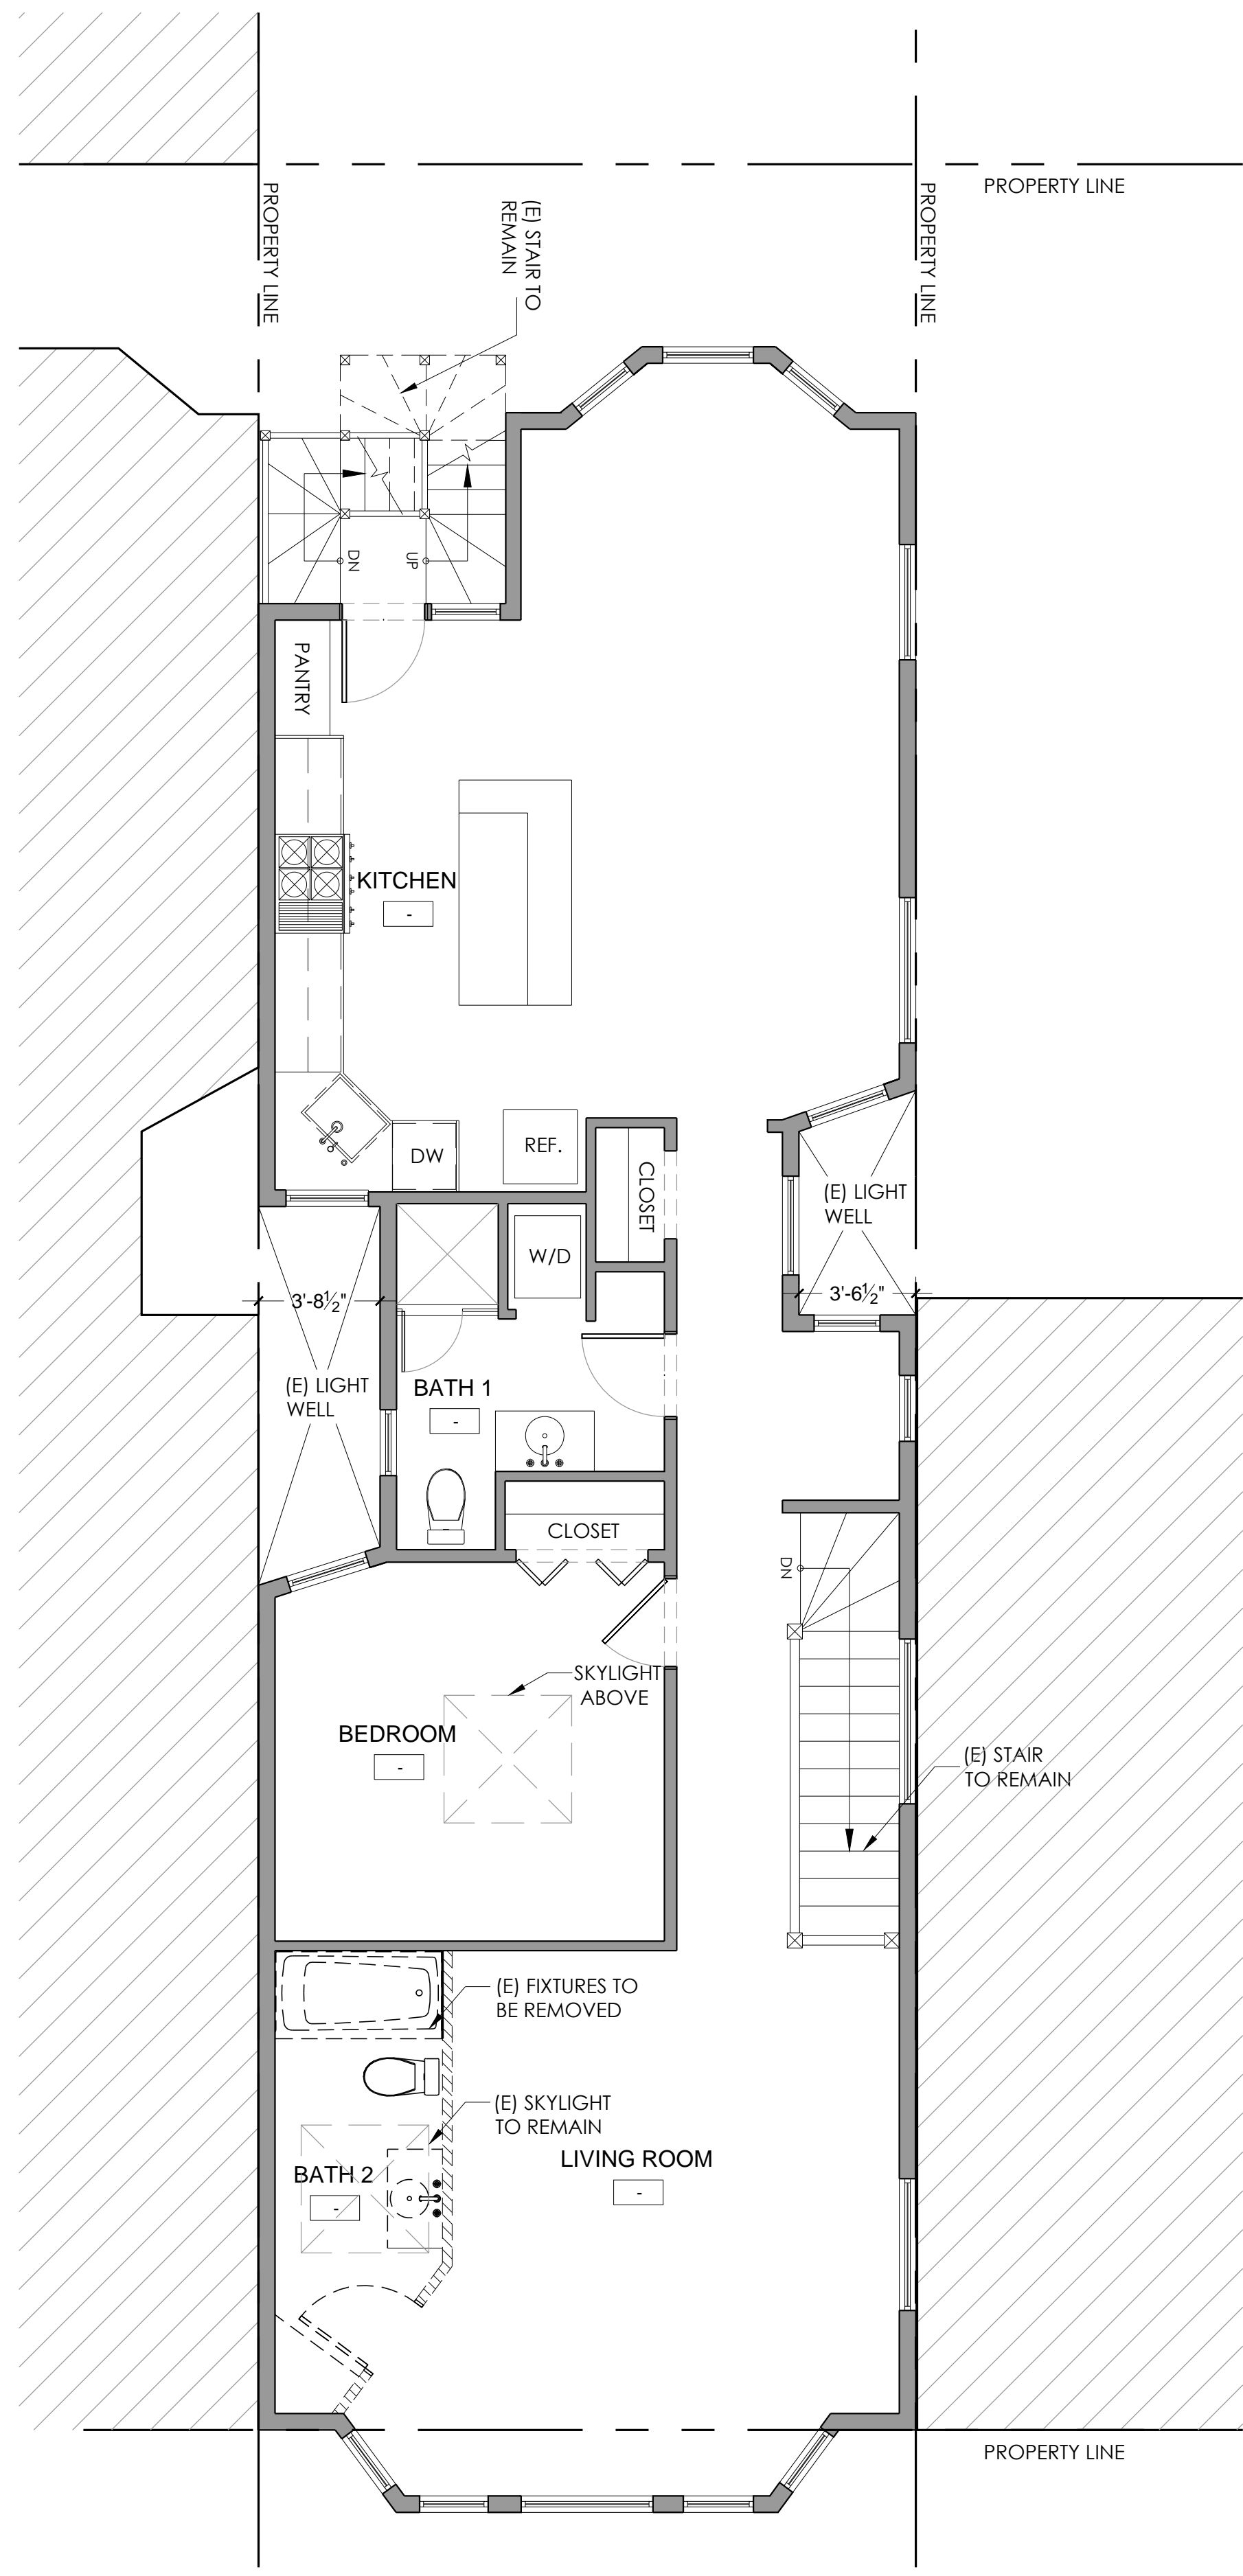 PROPERTY LINE
PROPERTY LINE
PROPERTY LINE
(E) STAIR TO
REMAIN
DN
UP
PANTRY
KITCHEN
-
DW
REF.
CLOSET
(E) LIGHT
WELL
W/D
3'-8½"
3'-6½"
(E) LIGHT
WELL
BATH 1
-
CLOSET
DN
SKYLIGHT
ABOVE
BEDROOM
-
(E) STAIR
TO REMAIN
(E) FIXTURES TO
BE REMOVED
(E) SKYLIGHT
TO REMAIN
LIVING ROOM
-
BATH 2
-
PROPERTY LINE